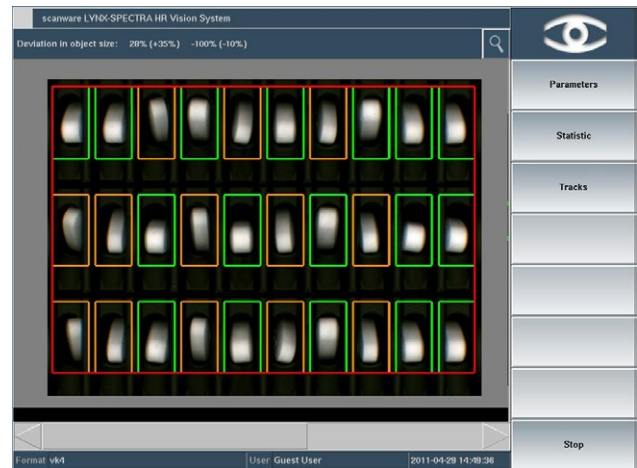 scanware LYNX-SPECTRA HR Vision System
Deviation in object size: 28% (+35%) -100% (-10%)
Parameters
Statistic
Tracks
Stop
Format vk4 User Guest User 2011-04-29 14:49:36